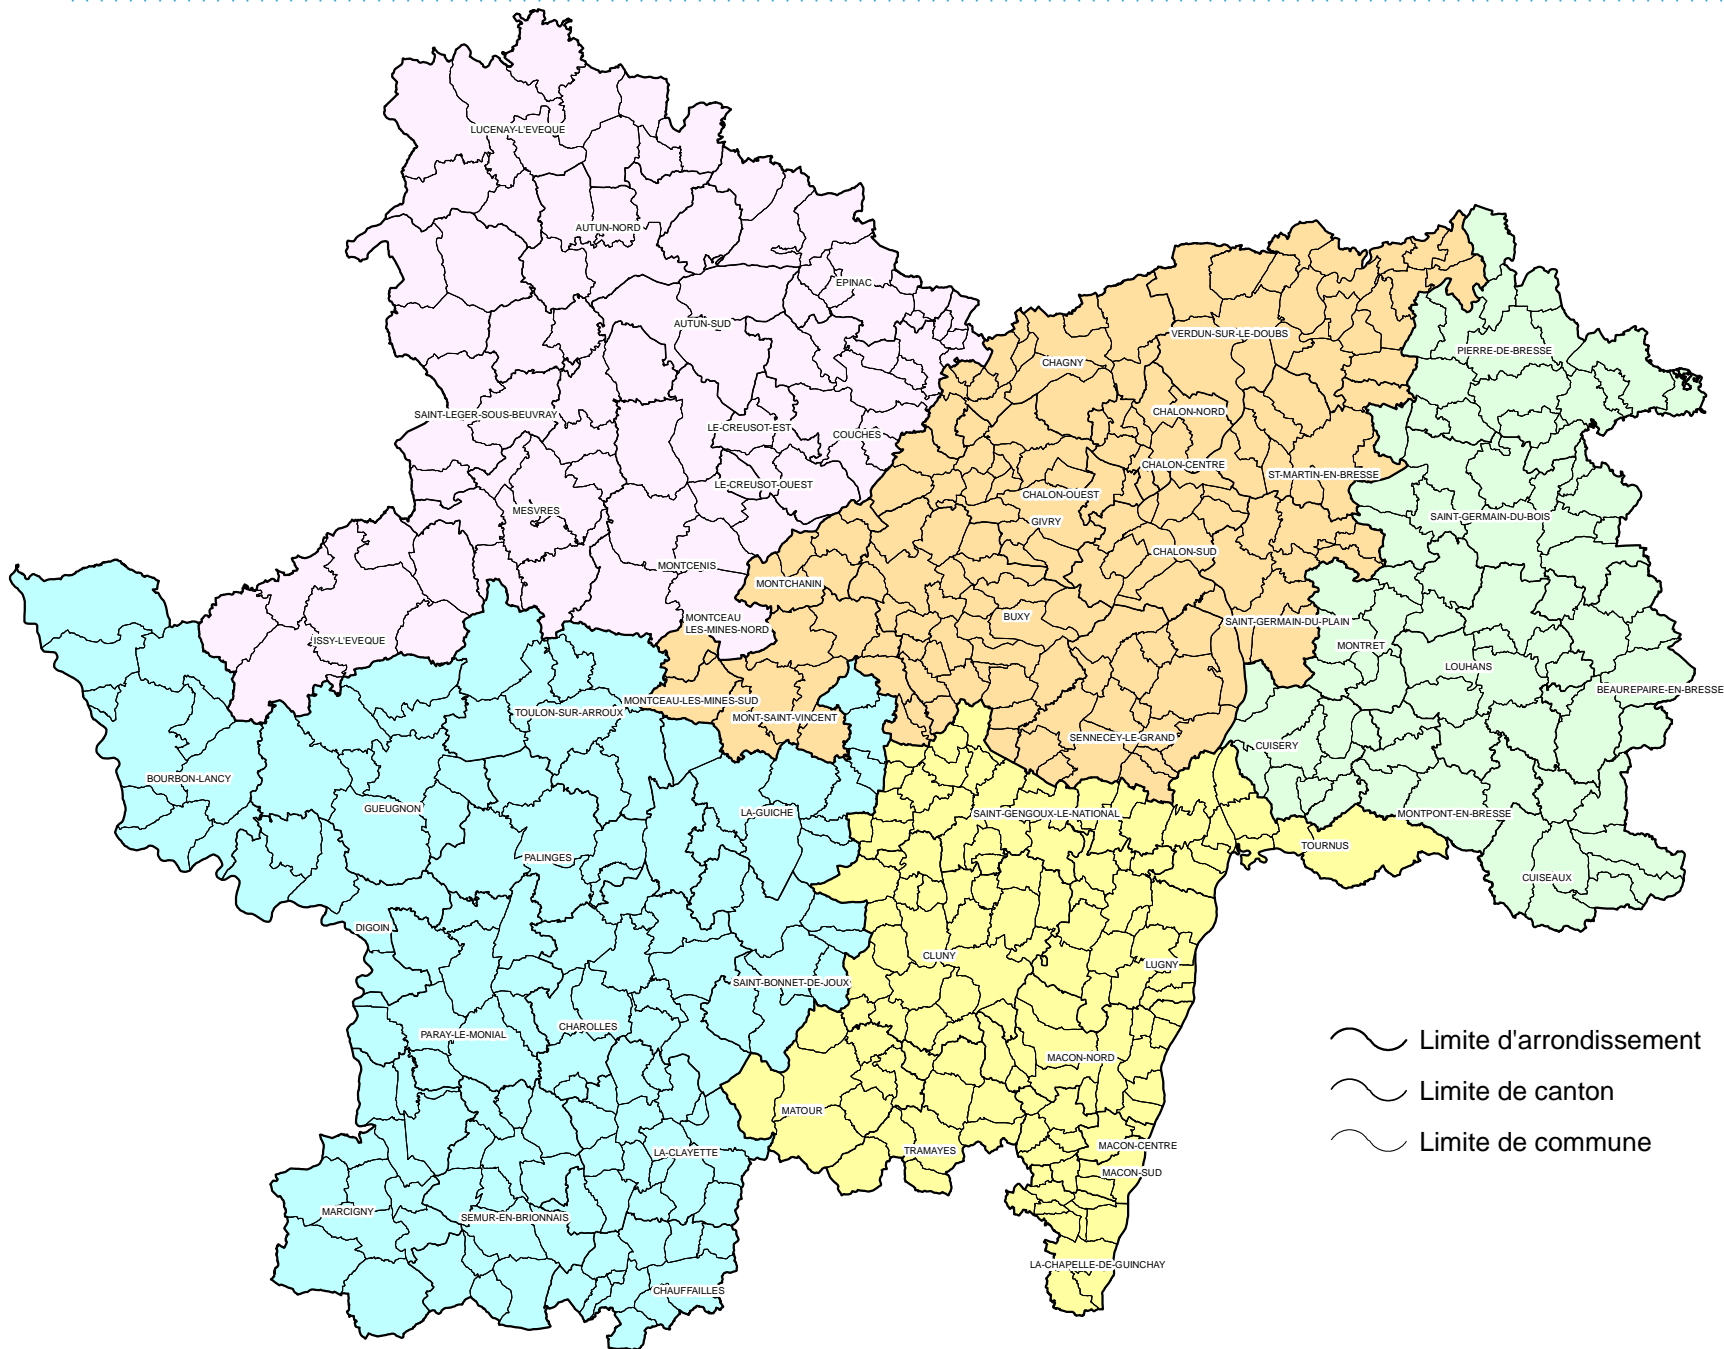 LUCENAY-L'EVEQUE
AUTUN-NORD
EPINAC
AUTUN-SUD
VERDUN-SUR-LE-DOUBS
PIERRE-DE-BRESSE
CHAGNY
SAINT-LEGER-SOUS-BEUVRAY
CHALON-NORD
LE-CREUSOT-EST
COUCHES
CHALON-CENTRE
ST-MARTIN-EN-BRESSE
LE-CREUSOT-OUEST
CHALON-OUEST
MESVRES
GIVRY
SAINT-GERMAIN-DU-BOIS
CHALON-SUD
MONTCENIS
MONTCHANIN
MONTCEAU
LES-MINES-NORD
BUXY
SAINT-GERMAIN-DU-PLAIN
ISSY-L'EVEQUE
MONTRET
LOUHANS
BEAUREPAIRE-EN-BRESSE
MONTCEAU-LES-MINES-SUD
TOULON-SUR-ARROUX
MONT-SAINT-VINCENT
SENNECEY-LE-GRAND
CUISERY
BOURBON-LANCY
GUEUGNON
LA-GUICHE
SAINT-GENGOUX-LE-NATIONAL
MONTPONT-EN-BRESSE
TOURNUS
PALINGES
CUISEAUX
DIGOIN
CLUNY
LUGNY
SAINT-BONNET-DE-JOUX
CHAROLLES
PARAY-LE-MONIAL
MACON-NORD
MATOUR
MACON-CENTRE
TRAMAYES
LA-CLAYETTE
MACON-SUD
MARCIGNY
SEMUR-EN-BRIONNAIS
LA-CHAPELLE-DE-GUINCHAY
CHAUFFAILLES
Limite d'arrondissement
Limite de canton
Limite de commune